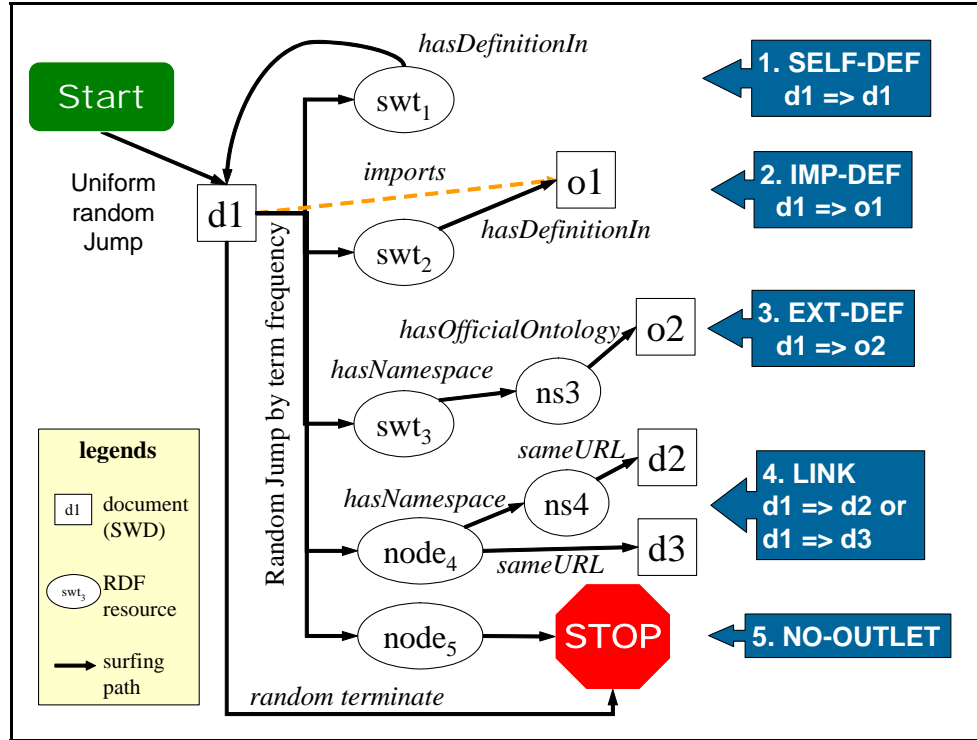 hasDefinitionIn
Start
swt1
1. SELF-DEF
d1 => d1
Uniform
random
Jump
d1
imports
o1
swt2
hasDefinitionIn
2. IMP-DEF
d1 => o1
Random Jump by term frequency
hasOfficialOntology
o2
hasNamespace
ns3
swt3
3. EXT-DEF
d1 => o2
sameURL
d2
hasNamespace
ns4
node4
sameURL
d3
4. LINK
d1 => d2 or
d1 => d3
node5
STOP
5. NO-OUTLET
random terminate
legends
d1
document
(SWD)
swt3
RDF
resource
surfing
path